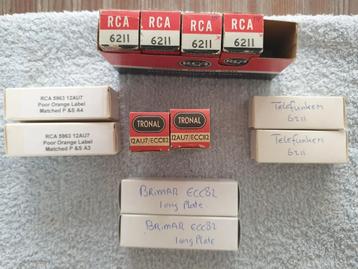 RCA
6211
RCA
6211
RCA
6211
RCA
6211
RCA
RCA 5963 12AU7
Poor Orange Label
Matched P &S A4
RCA 5963 12AU7
Poor Orange Label
Matched P & S A3
TRONAL
12AU7/ECC82
TRONAL
12AU7/ECC82
Telefunken
6211
Telefunken
6211
BRIMAR ECC82
long Plate
BRIMAR ECC82
long Plate